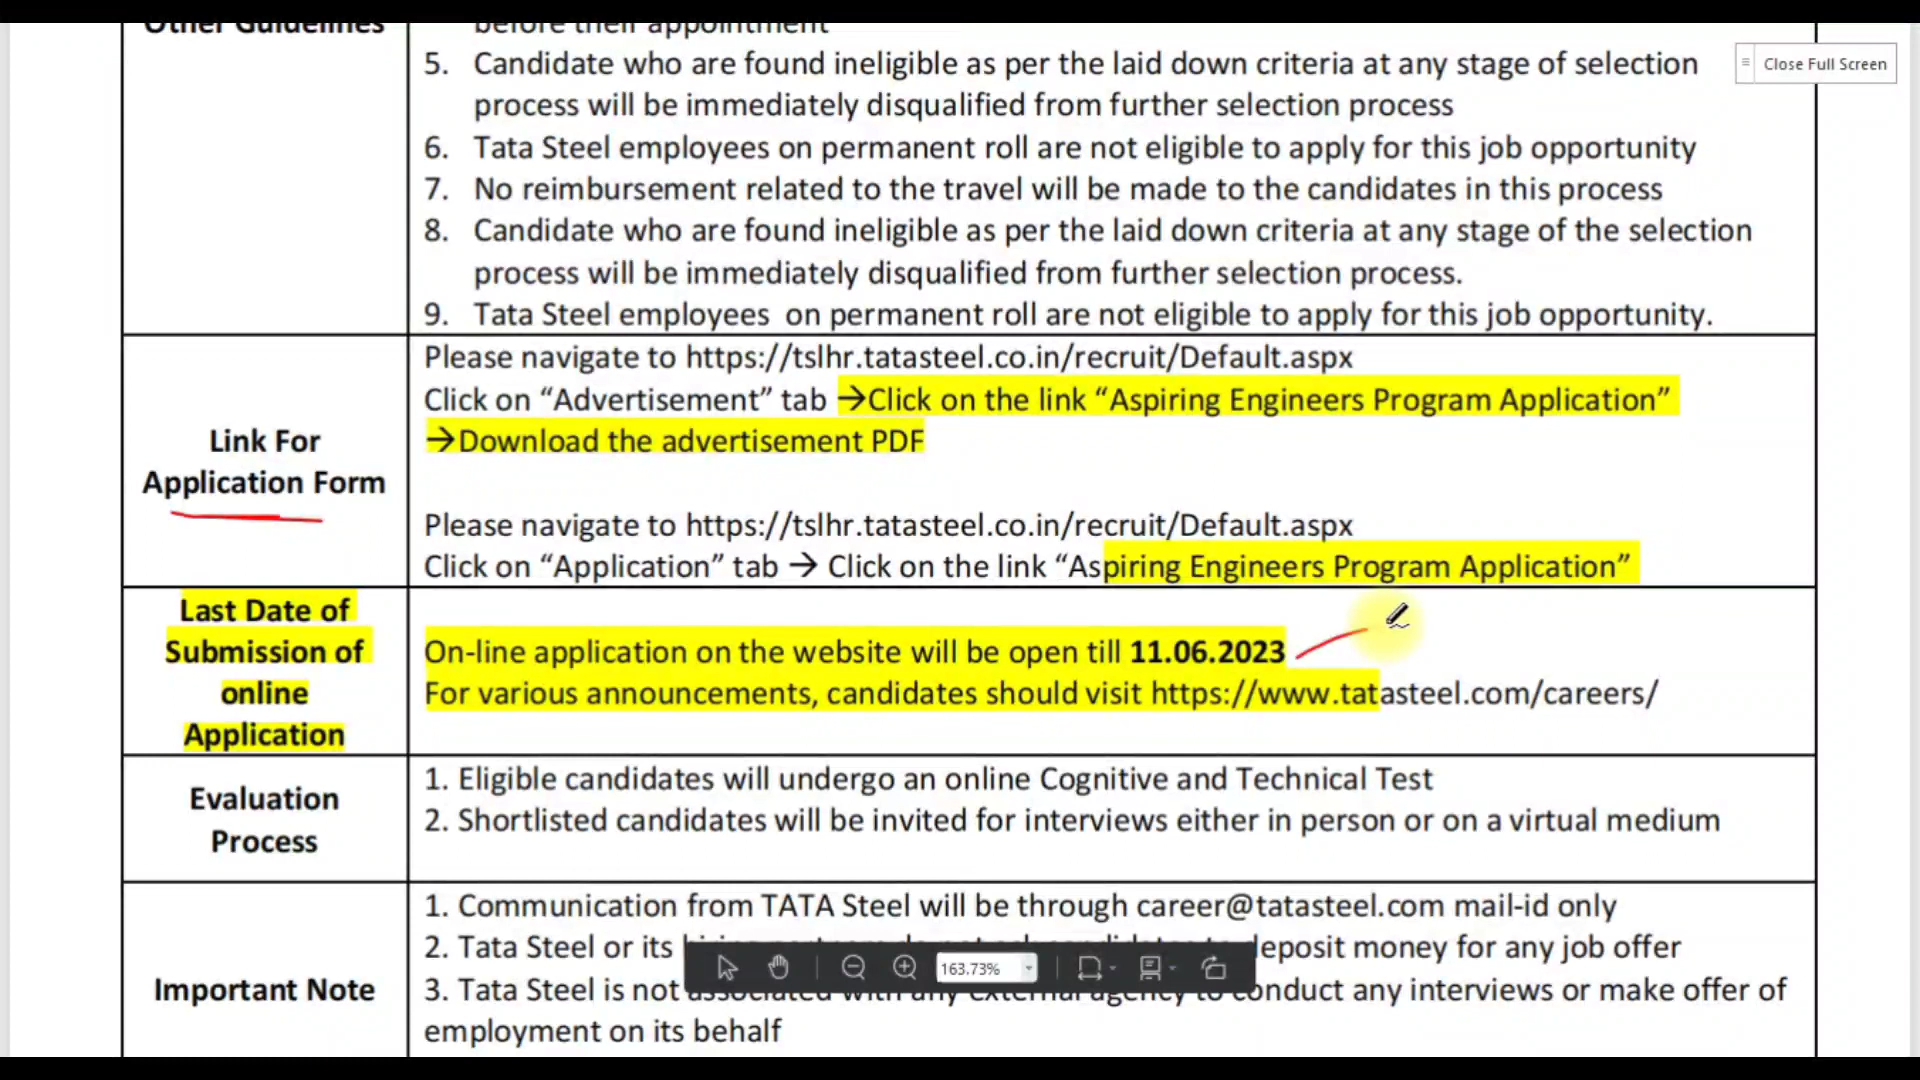 Other Guidelines
before their appointment
5. Candidate who are found ineligible as per the laid down criteria at any stage of selection
process will be immediately disqualified from further selection process
6. Tata Steel employees on permanent roll are not eligible to apply for this job opportunity
7. No reimbursement related to the travel will be made to the candidates in this process
8. Candidate who are found ineligible as per the laid down criteria at any stage of the selection
process will be immediately disqualified from further selection process.
9. Tata Steel employees on permanent roll are not eligible to apply for this job opportunity.
Close Full Screen
Link For
Application Form
Please navigate to https://tslhr.tatasteel.co.in/recruit/Default.aspx
Click on “Advertisement” tab →Click on the link “Aspiring Engineers Program Application”
→Download the advertisement PDF
Please navigate to https://tslhr.tatasteel.co.in/recruit/Default.aspx
Click on “Application” tab → Click on the link “Aspiring Engineers Program Application”
Last Date of
Submission of
online
Application
On-line application on the website will be open till 11.06.2023
For various announcements, candidates should visit https://www.tatasteel.com/careers/
Evaluation
Process
1. Eligible candidates will undergo an online Cognitive and Technical Test
2. Shortlisted candidates will be invited for interviews either in person or on a virtual medium
Important Note
1. Communication from TATA Steel will be through career@tatasteel.com mail-id only
2. Tata Steel or its deposit money for any job offer
3. Tata Steel is not associated with any external agency to conduct any interviews or make offer of
employment on its behalf
163.73%